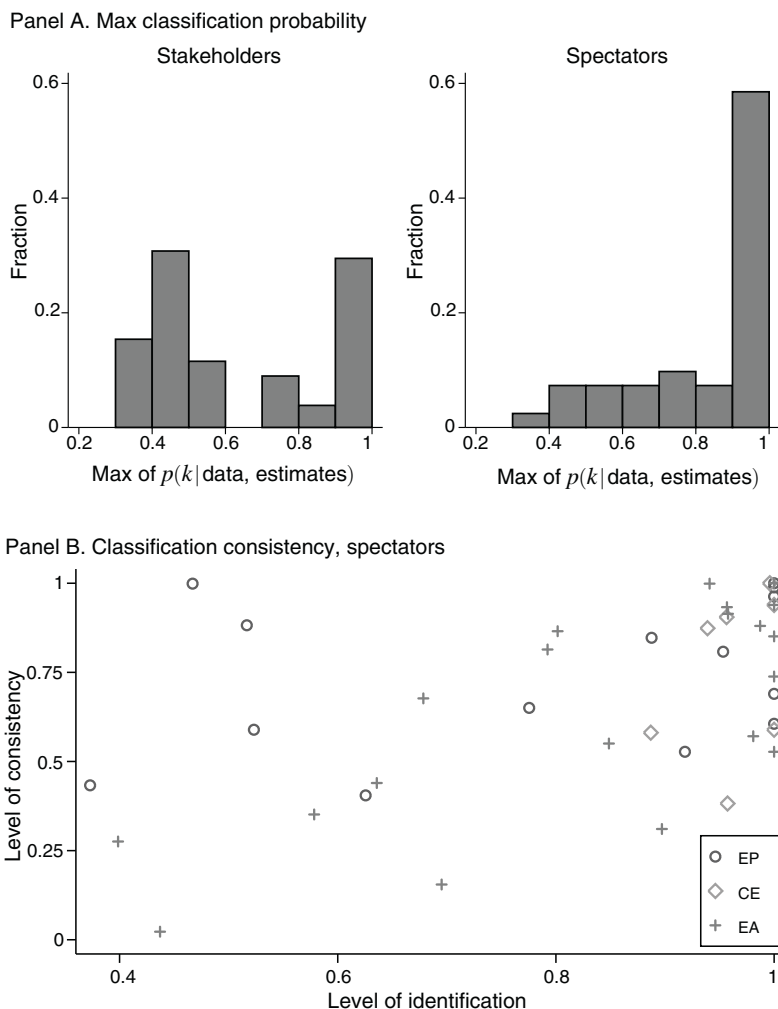 Panel A. Max classification probability
Stakeholders
Spectators
0.6
0.4
0.2
0
Fraction
0.2
0.4
0.6
0.8
1
Max of p(k|data, estimates)
0.6
0.4
0.2
0
Fraction
0.2
0.4
0.6
0.8
1
Max of p(k|data, estimates)
Panel B. Classification consistency, spectators
1
0.75
0.5
0.25
0
Level of consistency
EP
CE
EA
0.4
0.6
0.8
1
Level of identification